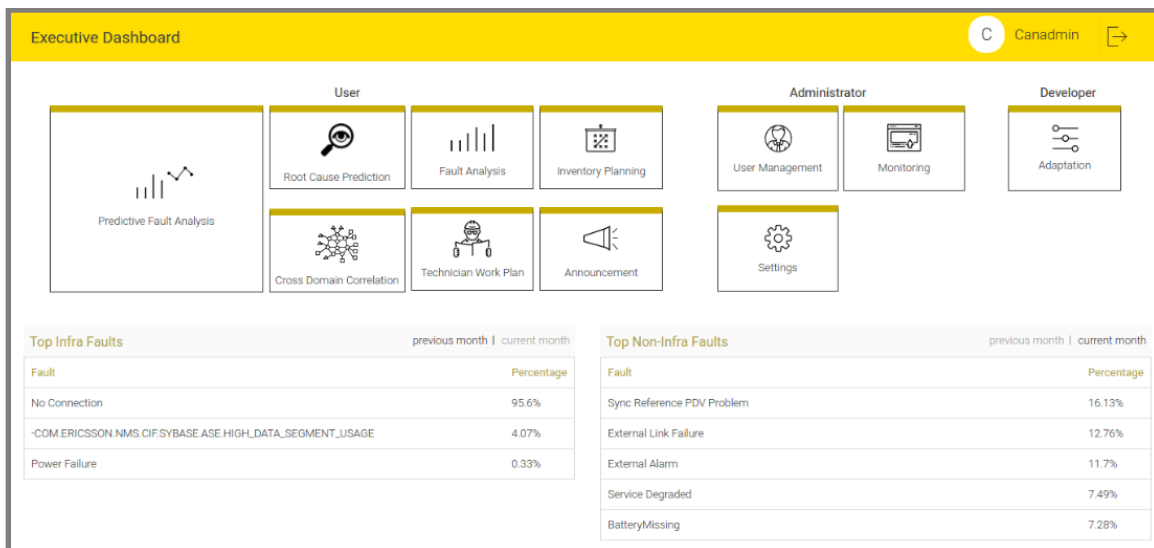 Executive Dashboard
C
Canadmin
User
Administrator
Developer
Predictive Fault Analysis
Root Cause Prediction
Fault Analysis
Inventory Planning
User Management
Monitoring
Adaptation
Cross Domain Correlation
Technician Work Plan
Announcement
Settings
Top Infra Faults
previous month | current month
Fault Percentage
No Connection 95.6%
-COM.ERICSSON.NMS.CIF.SYBASE.ASE.HIGH_DATA_SEGMENT_USAGE 4.07%
Power Failure 0.33%
Top Non-Infra Faults
previous month | current month
Fault Percentage
Sync Reference PDV Problem 16.13%
External Link Failure 12.76%
External Alarm 11.7%
Service Degraded 7.49%
BatteryMissing 7.28%